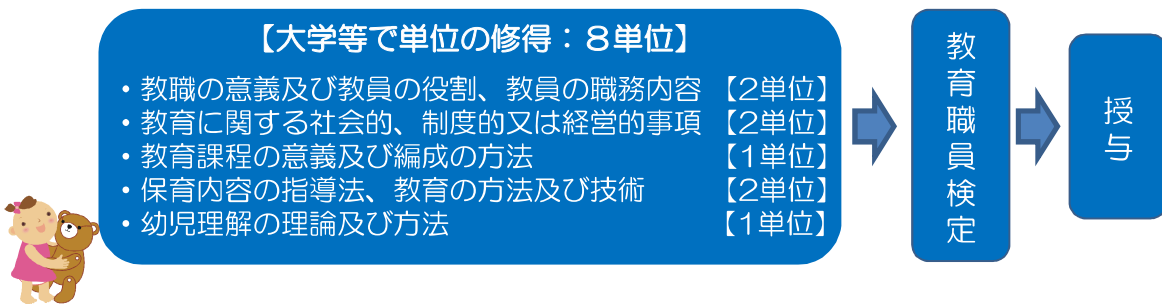 【大学等で単位の修得：８単位】
・教職の意義及び教員の役割、教員の職務内容 【2単位】
・教育に関する社会的、制度的又は経営的事項 【2単位】
・教育課程の意義及び編成の方法 【1単位】
・保育内容の指導法、教育の方法及び技術 【2単位】
・幼児理解の理論及び方法 【1単位】
教育職員検定
授与